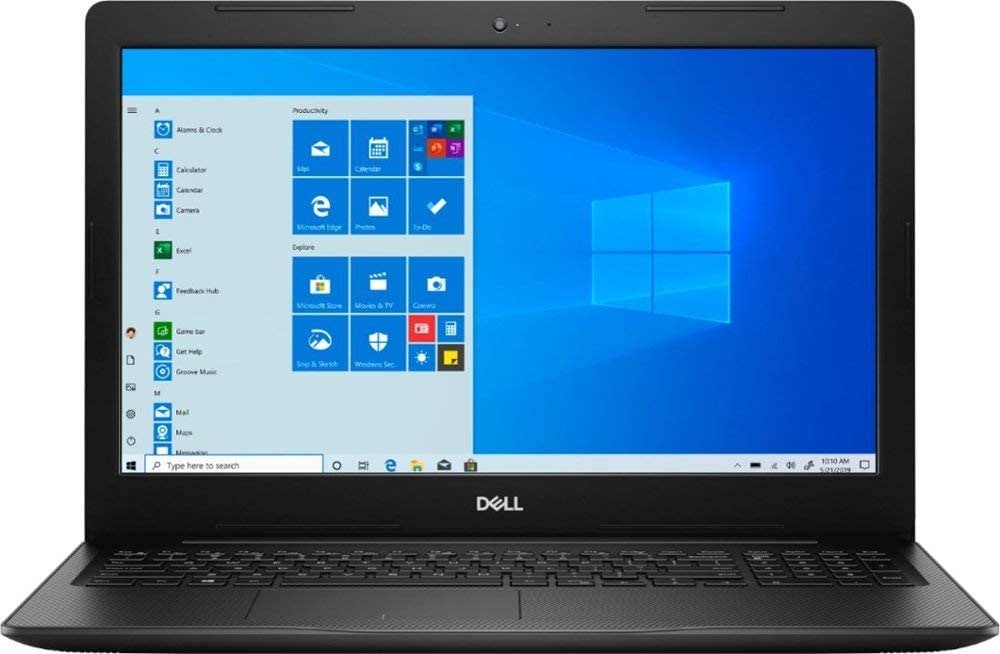 A
Alarms & Clock
C
Calculator
Calendar
Camera
E
Excel
F
Feedback Hub
G
Game bar
Get Help
Groove Music
M
Mail
Maps
Messaging
Productivity
Mail
Calendar
Microsoft Edge
Photos
To-Do
Explore
Microsoft Store
Movies & TV
Camera
Snip & Sketch
Windows Sec...
Type here to search
10:10 AM
5/21/2019
DELL